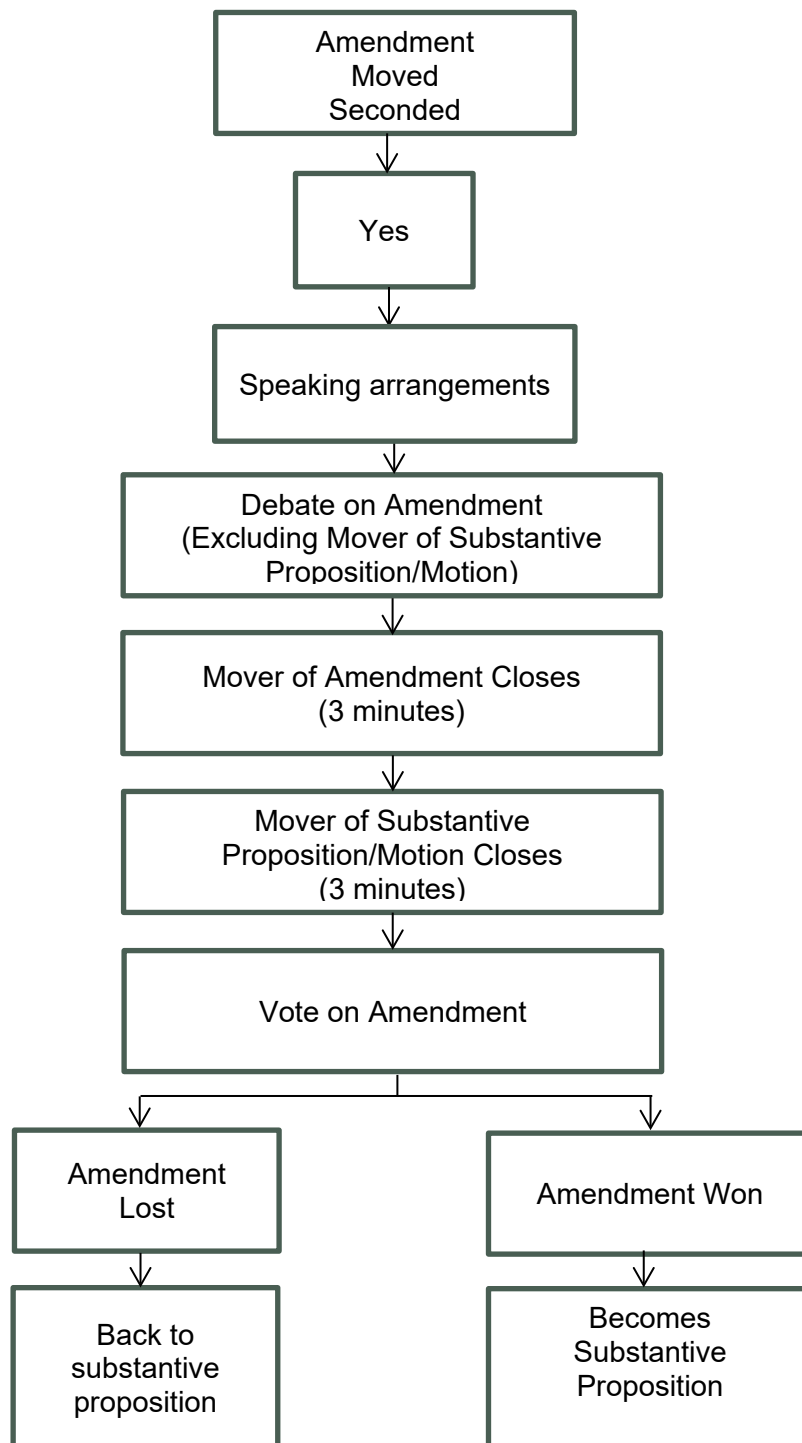 Amendment
Moved
Seconded
Yes
Speaking arrangements
Debate on Amendment
(Excluding Mover of Substantive
Proposition/Motion)
Mover of Amendment Closes
(3 minutes)
Mover of Substantive
Proposition/Motion Closes
(3 minutes)
Vote on Amendment
Amendment
Lost
Amendment Won
Back to
substantive
proposition
Becomes
Substantive
Proposition